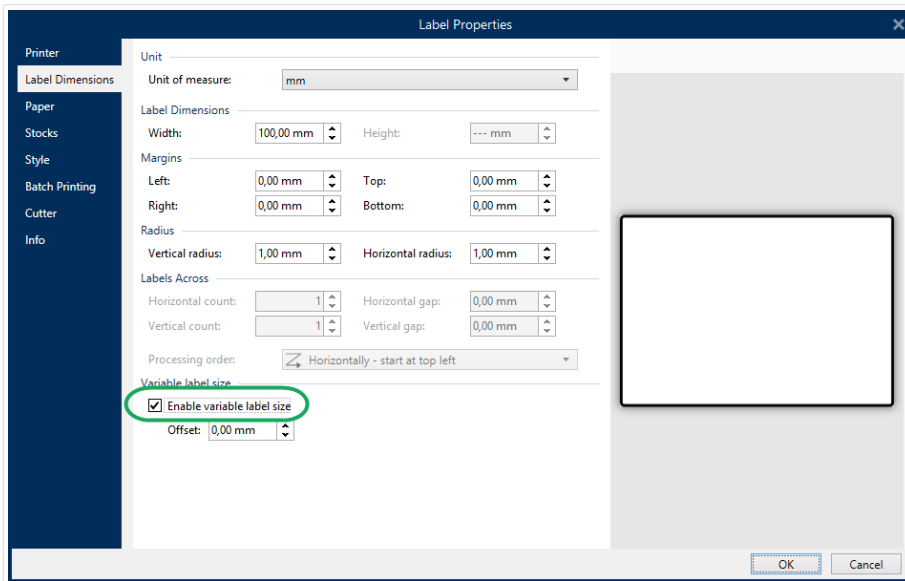 Label Properties
Printer
Label Dimensions
Paper
Stocks
Style
Batch Printing
Cutter
Info
Unit
Unit of measure: mm
Label Dimensions
Width: 100,00 mm Height: --- mm
Margins
Left: 0,00 mm Top: 0,00 mm
Right: 0,00 mm Bottom: 0,00 mm
Radius
Vertical radius: 1,00 mm Horizontal radius: 1,00 mm
Labels Across
Horizontal count: 1 Horizontal gap: 0,00 mm
Vertical count: 1 Vertical gap: 0,00 mm
Processing order: Horizontally - start at top left
Variable label size
Enable variable label size
Offset: 0,00 mm
OK Cancel